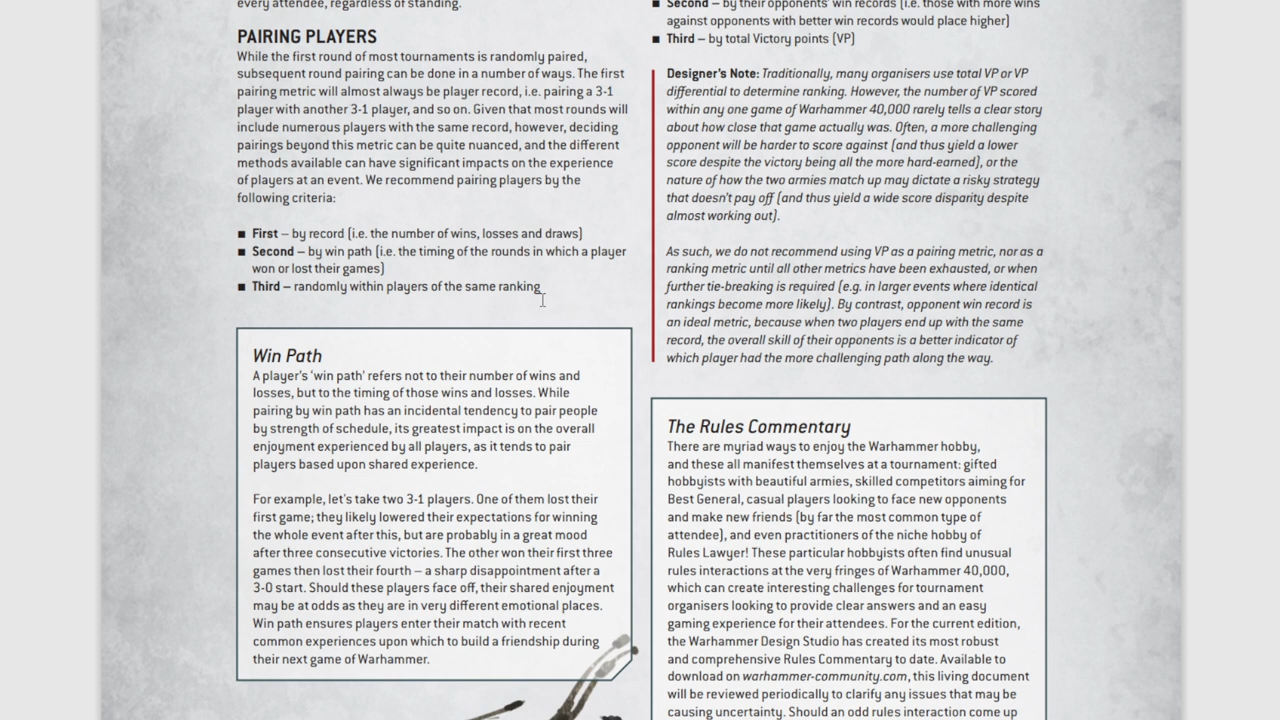 every attendee, regardless of standing.
PAIRING PLAYERS
While the first round of most tournaments is randomly paired,
subsequent round pairing can be done in a number of ways. The first
pairing metric will almost always be player record, i.e. pairing a 3-1
player with another 3-1 player, and so on. Given that most rounds will
include numerous players with the same record, however, deciding
pairings beyond this metric can be quite nuanced, and the different
methods available can have significant impacts on the experience
of players at an event. We recommend pairing players by the
following criteria:
■ First – by record (i.e. the number of wins, losses and draws)
■ Second – by win path (i.e. the timing of the rounds in which a player
won or lost their games)
■ Third – randomly within players of the same ranking
Win Path
A player's 'win path' refers not to their number of wins and
losses, but to the timing of those wins and losses. While
pairing by win path has an incidental tendency to pair people
by strength of schedule, its greatest impact is on the overall
enjoyment experienced by all players, as it tends to pair
players based upon shared experience.
For example, let's take two 3-1 players. One of them lost their
first game; they likely lowered their expectations for winning
the whole event after this, but are probably in a great mood
after three consecutive victories. The other won their first three
games then lost their fourth – a sharp disappointment after a
3-0 start. Should these players face off, their shared enjoyment
may be at odds as they are in very different emotional places.
Win path ensures players enter their match with recent
common experiences upon which to build a friendship during
their next game of Warhammer.
■ Second – by their opponents' win records (i.e. those with more wins
against opponents with better win records would place higher)
■ Third – by total Victory points (VP)
Designer's Note: Traditionally, many organisers use total VP or VP
differential to determine ranking. However, the number of VP scored
within any one game of Warhammer 40,000 rarely tells a clear story
about how close that game actually was. Often, a more challenging
opponent will be harder to score against (and thus yield a lower
score despite the victory being all the more hard-earned), or the
nature of how the two armies match up may dictate a risky strategy
that doesn't pay off (and thus yield a wide score disparity despite
almost working out).
As such, we do not recommend using VP as a pairing metric, nor as a
ranking metric until all other metrics have been exhausted, or when
further tie-breaking is required (e.g. in larger events where identical
rankings become more likely). By contrast, opponent win record is
an ideal metric, because when two players end up with the same
record, the overall skill of their opponents is a better indicator of
which player had the more challenging path along the way.
The Rules Commentary
There are myriad ways to enjoy the Warhammer hobby,
and these all manifest themselves at a tournament: gifted
hobbyists with beautiful armies, skilled competitors aiming for
Best General, casual players looking to face new opponents
and make new friends (by far the most common type of
attendee), and even practitioners of the niche hobby of
Rules Lawyer! These particular hobbyists often find unusual
rules interactions at the very fringes of Warhammer 40,000,
which can create interesting challenges for tournament
organisers looking to provide clear answers and an easy
gaming experience for their attendees. For the current edition,
the Warhammer Design Studio has created its most robust
and comprehensive Rules Commentary to date. Available to
download on warhammer-community.com, this living document
will be reviewed periodically to clarify any issues that may be
causing uncertainty. Should an odd rules interaction come up